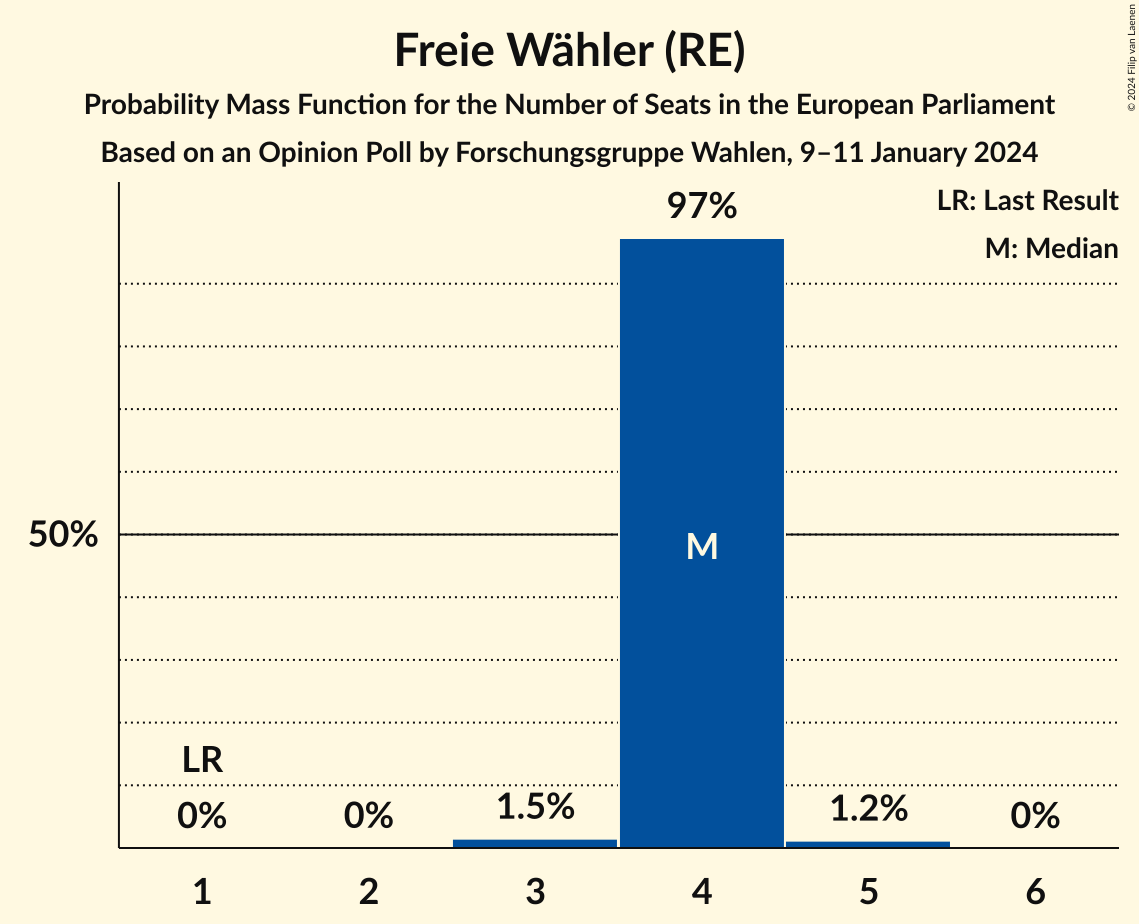 Freie Wähler (RE)
Probability Mass Function for the Number of Seats in the European Parliament
Based on an Opinion Poll by Forschungsgruppe Wahlen, 9–11 January 2024
© 2024 Filip van Laenen
LR: Last Result
M: Median
97%
50%
M
LR
0%
0%
1.5%
1.2%
0%
1
2
3
4
5
6